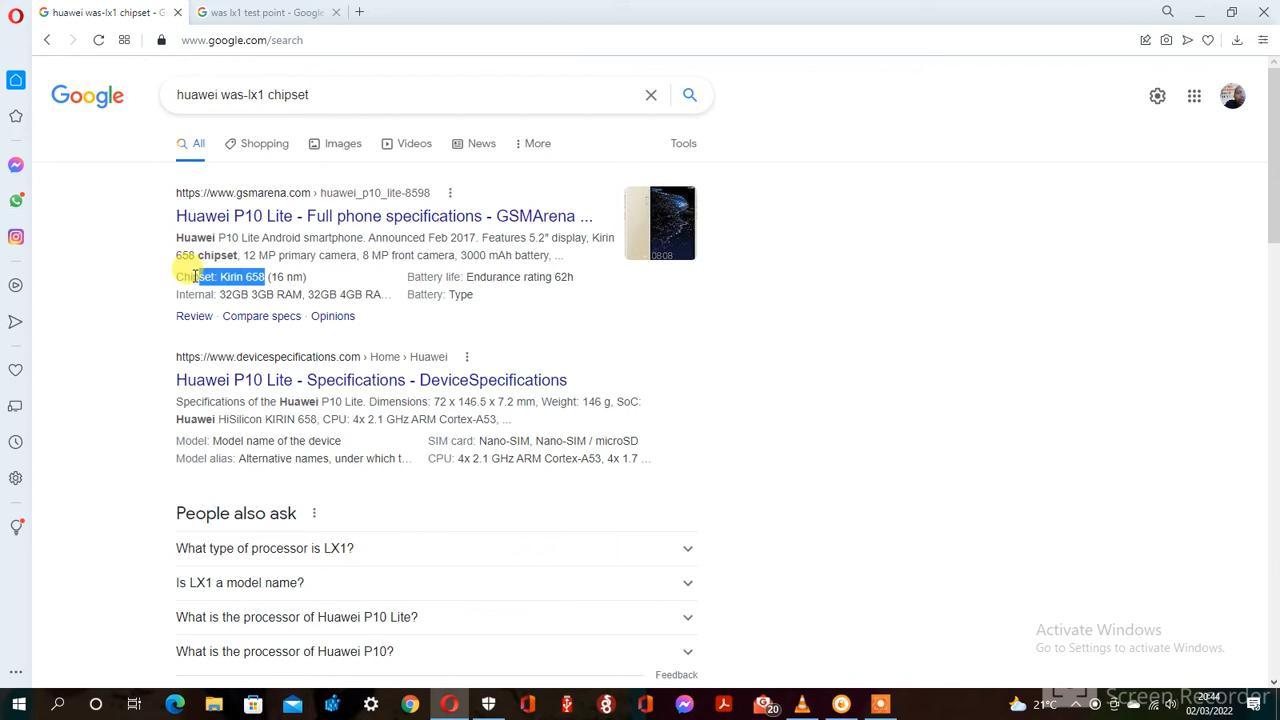 huawei was-lx1 chipset - G
was lx1 test point - Google
www.google.com/search
Google
huawei was-lx1 chipset
All
Shopping
Images
Videos
News
More
Tools
https://www.gsmarena.com › huawei_p10_lite-8598
Huawei P10 Lite - Full phone specifications - GSMArena ...
Huawei P10 Lite Android smartphone. Announced Feb 2017. Features 5.2" display, Kirin
658 chipset, 12 MP primary camera, 8 MP front camera, 3000 mAh battery, ...
Chipset: Kirin 658 (16 nm)
Battery life: Endurance rating 62h
Internal: 32GB 3GB RAM, 32GB 4GB RA...
Battery: Type
Review · Compare specs · Opinions
08:08
https://www.devicespecifications.com › Home › Huawei
Huawei P10 Lite - Specifications - DeviceSpecifications
Specifications of the Huawei P10 Lite. Dimensions: 72 x 146.5 x 7.2 mm, Weight: 146 g, SoC:
Huawei HiSilicon KIRIN 658, CPU: 4x 2.1 GHz ARM Cortex-A53, ...
Model: Model name of the device
SIM card: Nano-SIM, Nano-SIM / microSD
Model alias: Alternative names, under which t...
CPU: 4x 2.1 GHz ARM Cortex-A53, 4x 1.7 ...
People also ask
What type of processor is LX1?
Is LX1 a model name?
What is the processor of Huawei P10 Lite?
What is the processor of Huawei P10?
Feedback
Activate Windows
Go to Settings to activate Windows.
Screen Recorder
20
21°C
20:44
02/03/2022